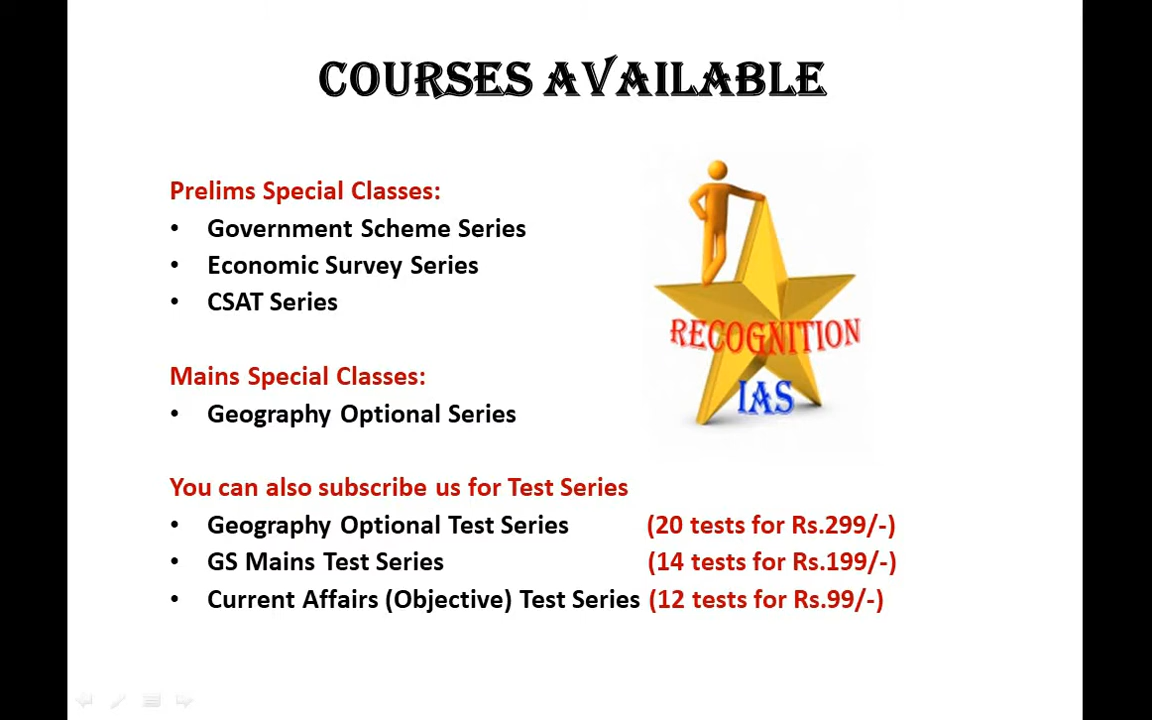 COURSES AVAILABLE
Prelims Special Classes:
• Government Scheme Series
• Economic Survey Series
• CSAT Series
RECOGNITION
IAS
Mains Special Classes:
• Geography Optional Series
You can also subscribe us for Test Series
• Geography Optional Test Series (20 tests for Rs.299/-)
• GS Mains Test Series (14 tests for Rs.199/-)
• Current Affairs (Objective) Test Series (12 tests for Rs.99/-)